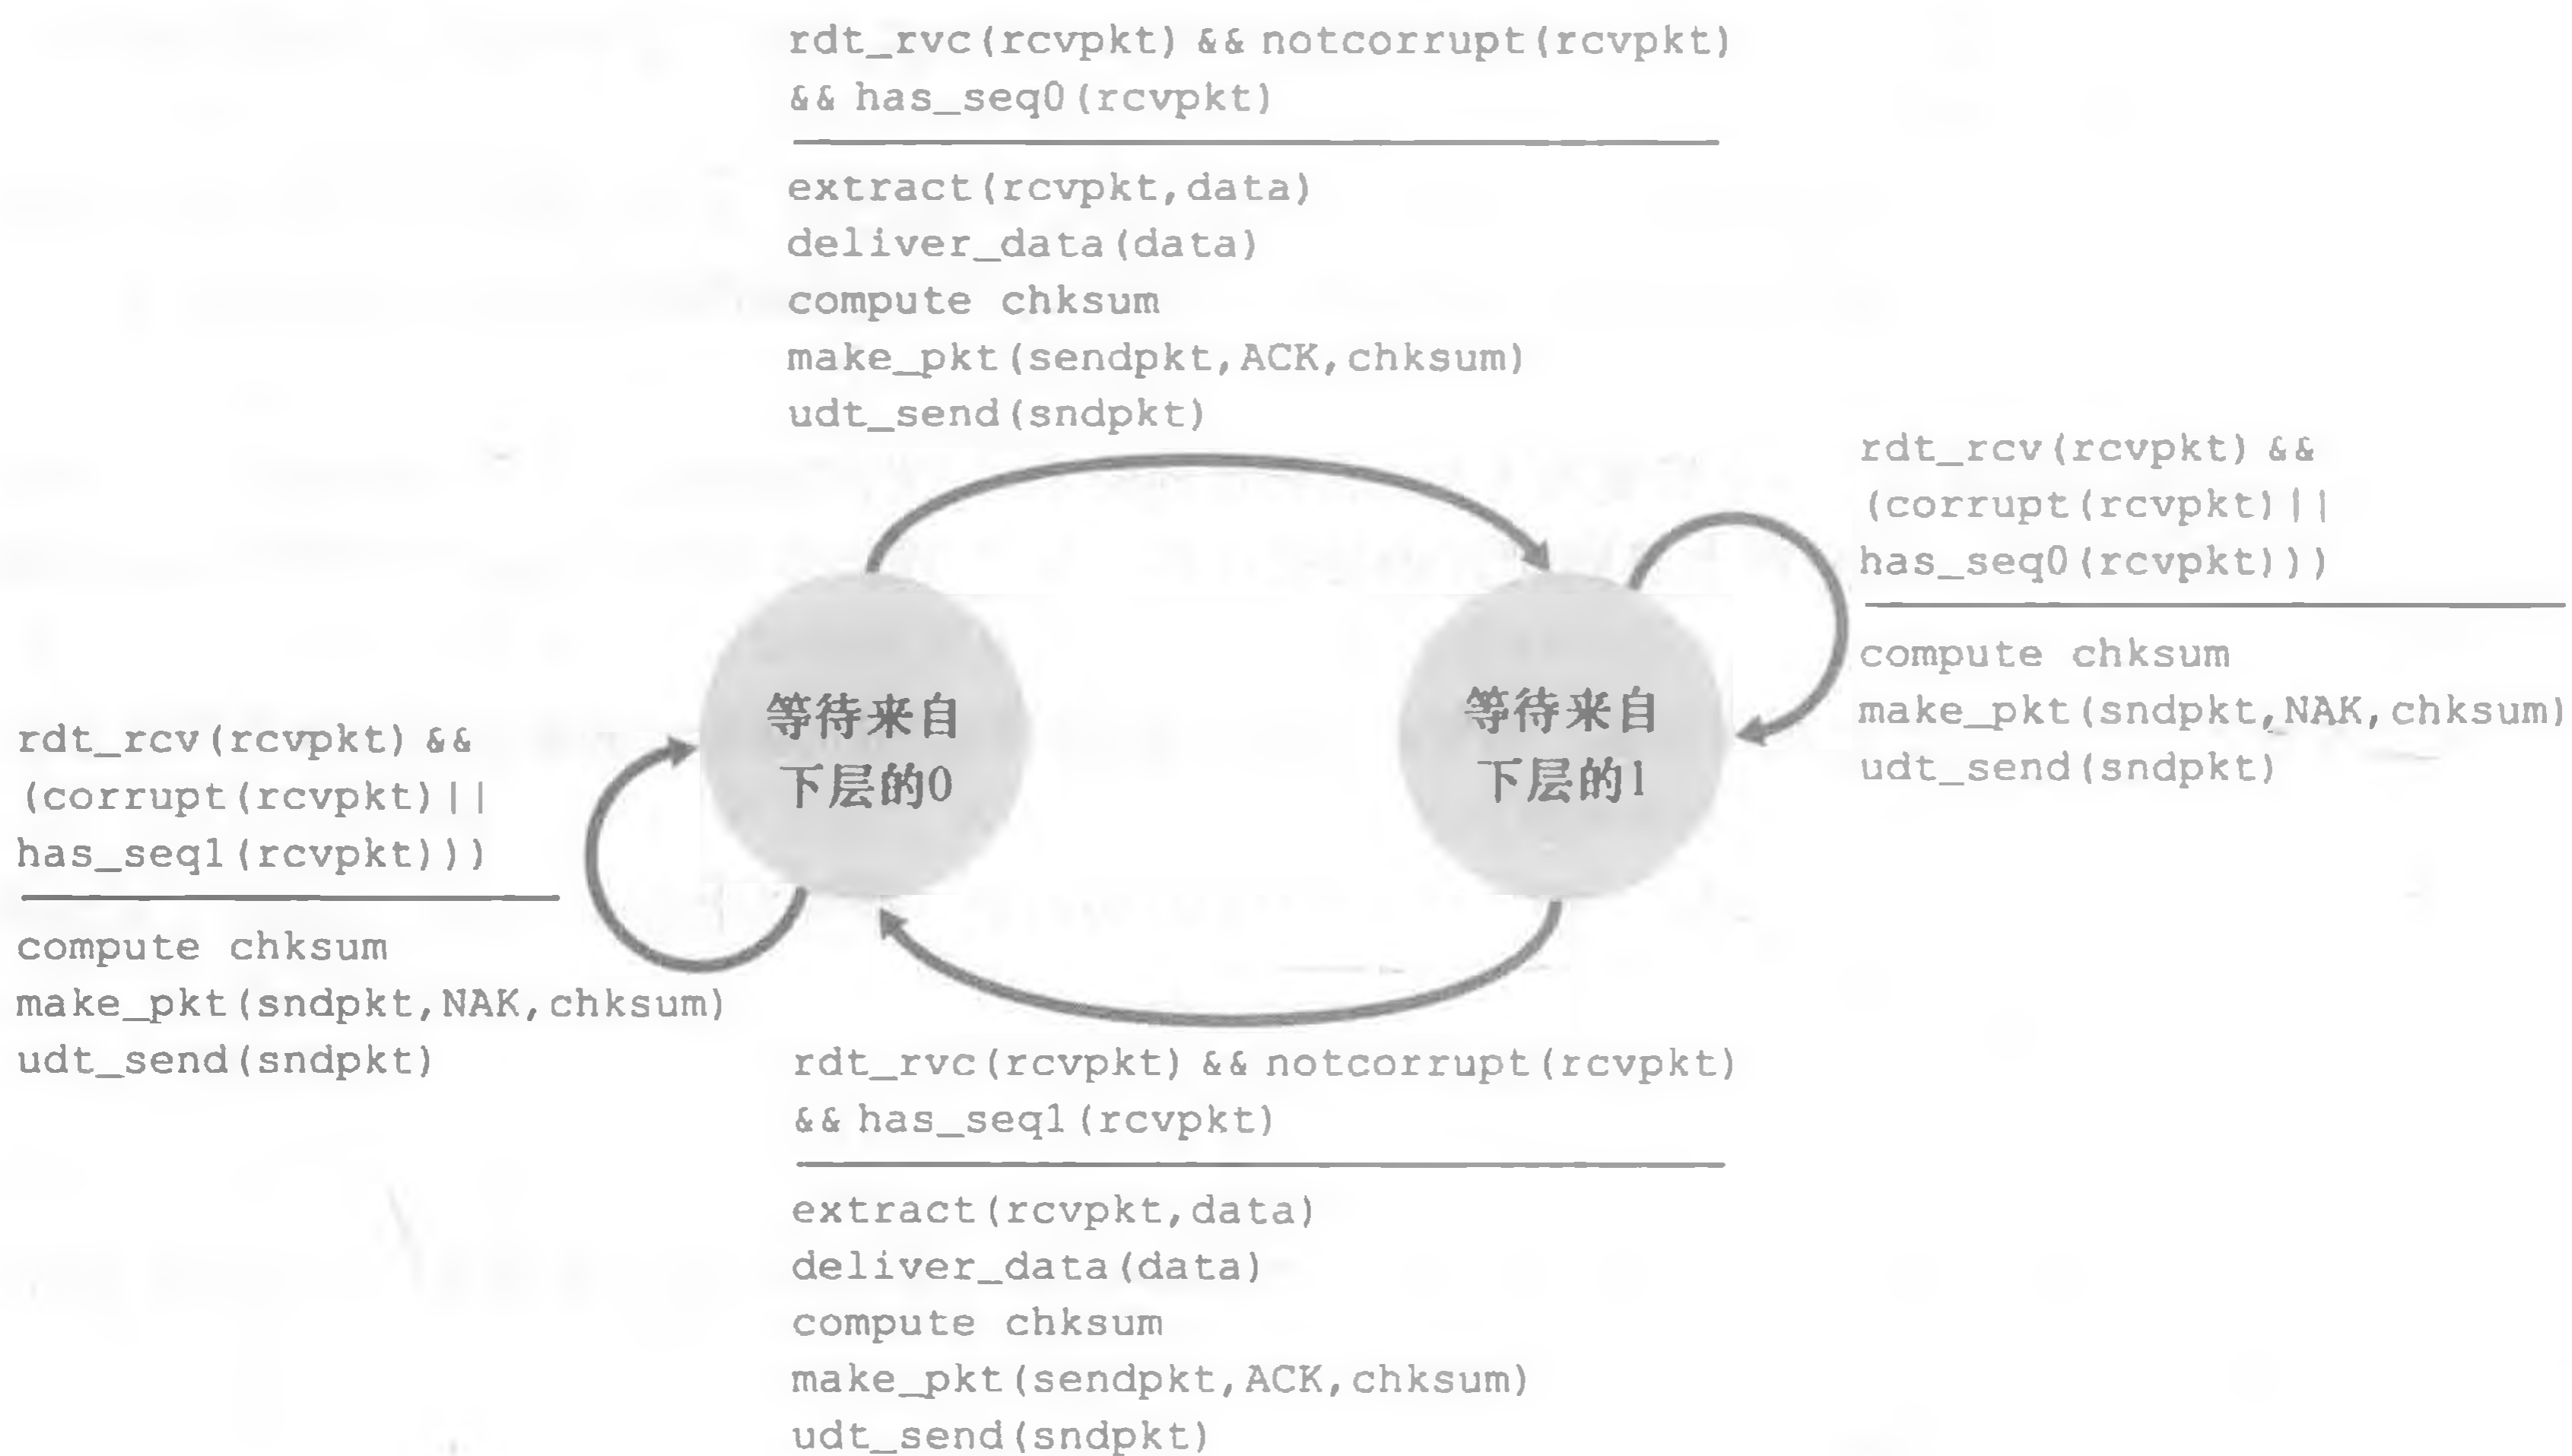 rdt_rvc(rcvpkt) && notcorrupt(rcvpkt)
&& has_seq0(rcvpkt)
extract(rcvpkt,data)
deliver_data(data)
compute chksum
make_pkt(sendpkt,ACK,chksum)
udt_send(sndpkt)
rdt_rcv(rcvpkt) &&
(corrupt(rcvpkt)||
has_seq0(rcvpkt)))
compute chksum
make_pkt(sndpkt,NAK,chksum)
udt_send(sndpkt)
等待来自
下层的0
等待来自
下层的1
rdt_rcv(rcvpkt) &&
(corrupt(rcvpkt)||
has_seq1(rcvpkt)))
compute chksum
make_pkt(sndpkt,NAK,chksum)
udt_send(sndpkt)
rdt_rvc(rcvpkt) && notcorrupt(rcvpkt)
&& has_seq1(rcvpkt)
extract(rcvpkt,data)
deliver_data(data)
compute chksum
make_pkt(sendpkt,ACK,chksum)
udt_send(sndpkt)